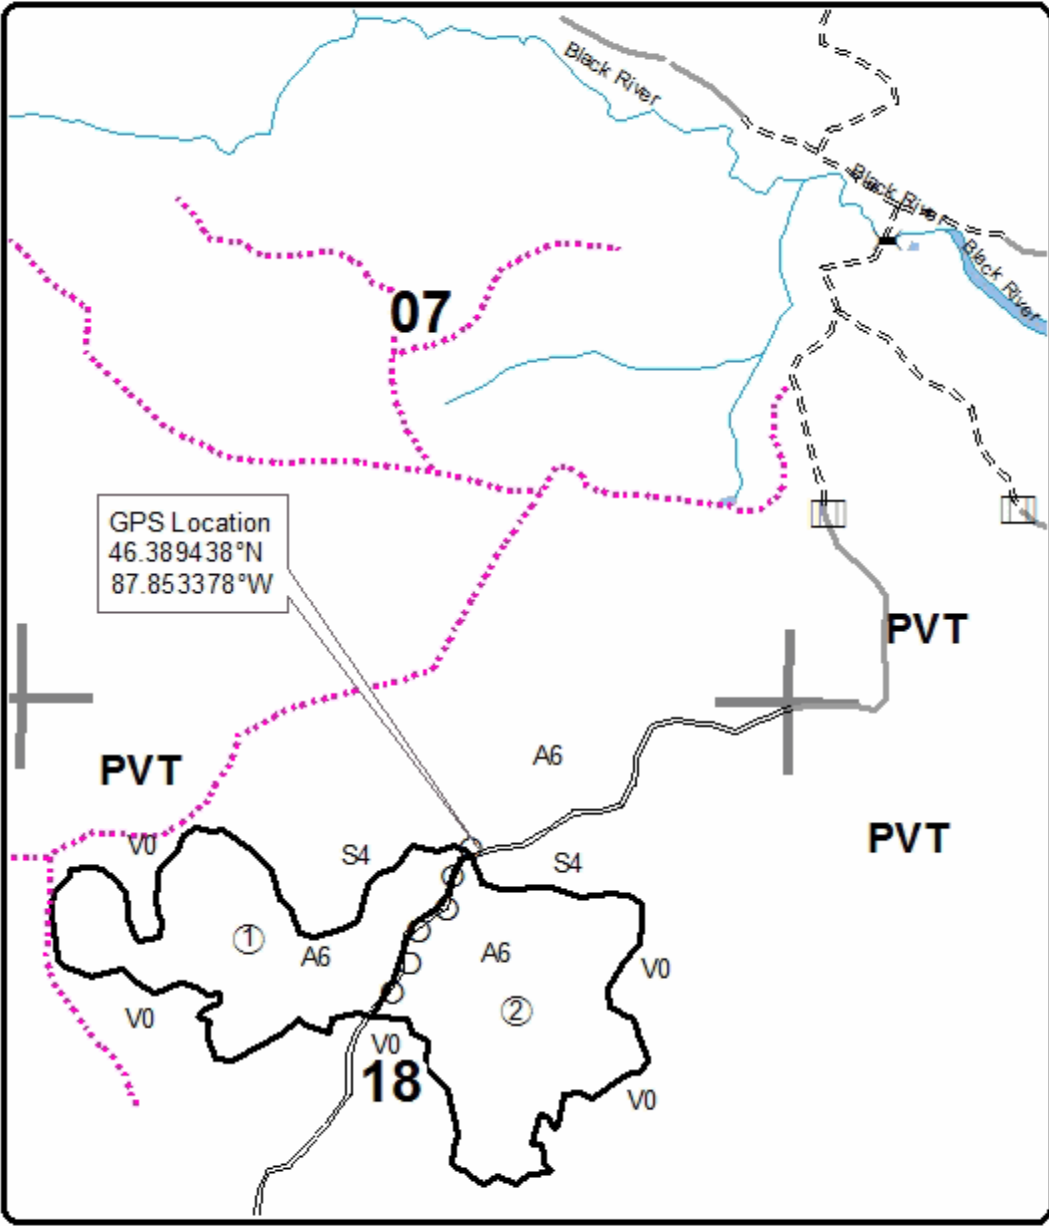 Black River
Black River
Black River
07
GPS Location
46.389438°N
87.853378°W
PVT
A6
PVT
PVT
V0
S4
S4
1
A6
A6
V0
2
V0
V0
18
V0